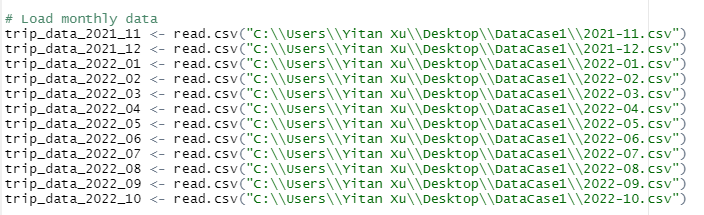 # Load monthly data
trip_data_2021_11 <- read.csv("C:\\Users\\Yitan Xu\\Desktop\\DataCase1\\2021-11.csv")
trip_data_2021_12 <- read.csv("C:\\Users\\Yitan Xu\\Desktop\\DataCase1\\2021-12.csv")
trip_data_2022_01 <- read.csv("C:\\Users\\Yitan Xu\\Desktop\\DataCase1\\2022-01.csv")
trip_data_2022_02 <- read.csv("C:\\Users\\Yitan Xu\\Desktop\\DataCase1\\2022-02.csv")
trip_data_2022_03 <- read.csv("C:\\Users\\Yitan Xu\\Desktop\\DataCase1\\2022-03.csv")
trip_data_2022_04 <- read.csv("C:\\Users\\Yitan Xu\\Desktop\\DataCase1\\2022-04.csv")
trip_data_2022_05 <- read.csv("C:\\Users\\Yitan Xu\\Desktop\\DataCase1\\2022-05.csv")
trip_data_2022_06 <- read.csv("C:\\Users\\Yitan Xu\\Desktop\\DataCase1\\2022-06.csv")
trip_data_2022_07 <- read.csv("C:\\Users\\Yitan Xu\\Desktop\\DataCase1\\2022-07.csv")
trip_data_2022_08 <- read.csv("C:\\Users\\Yitan Xu\\Desktop\\DataCase1\\2022-08.csv")
trip_data_2022_09 <- read.csv("C:\\Users\\Yitan Xu\\Desktop\\DataCase1\\2022-09.csv")
trip_data_2022_10 <- read.csv("C:\\Users\\Yitan Xu\\Desktop\\DataCase1\\2022-10.csv")